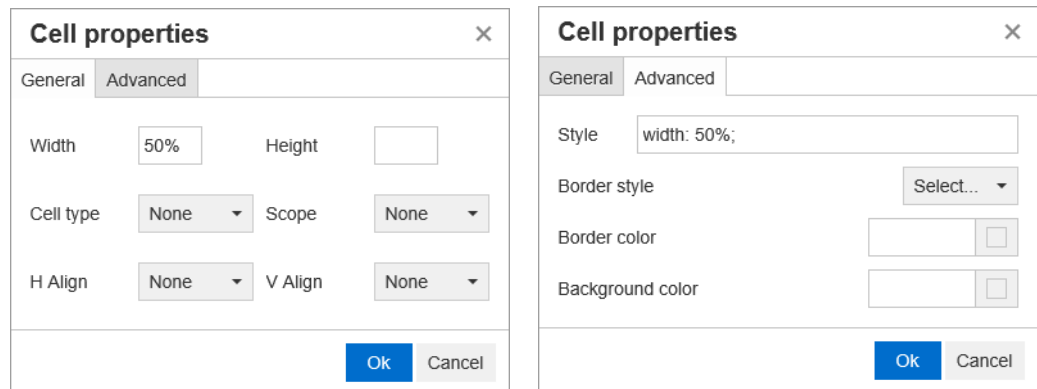 Cell properties ×
General Advanced
Width 50% Height
Cell type None Scope None
H Align None V Align None
Ok Cancel
Cell properties ×
General Advanced
Style width: 50%;
Border style Select...
Border color
Background color
Ok Cancel